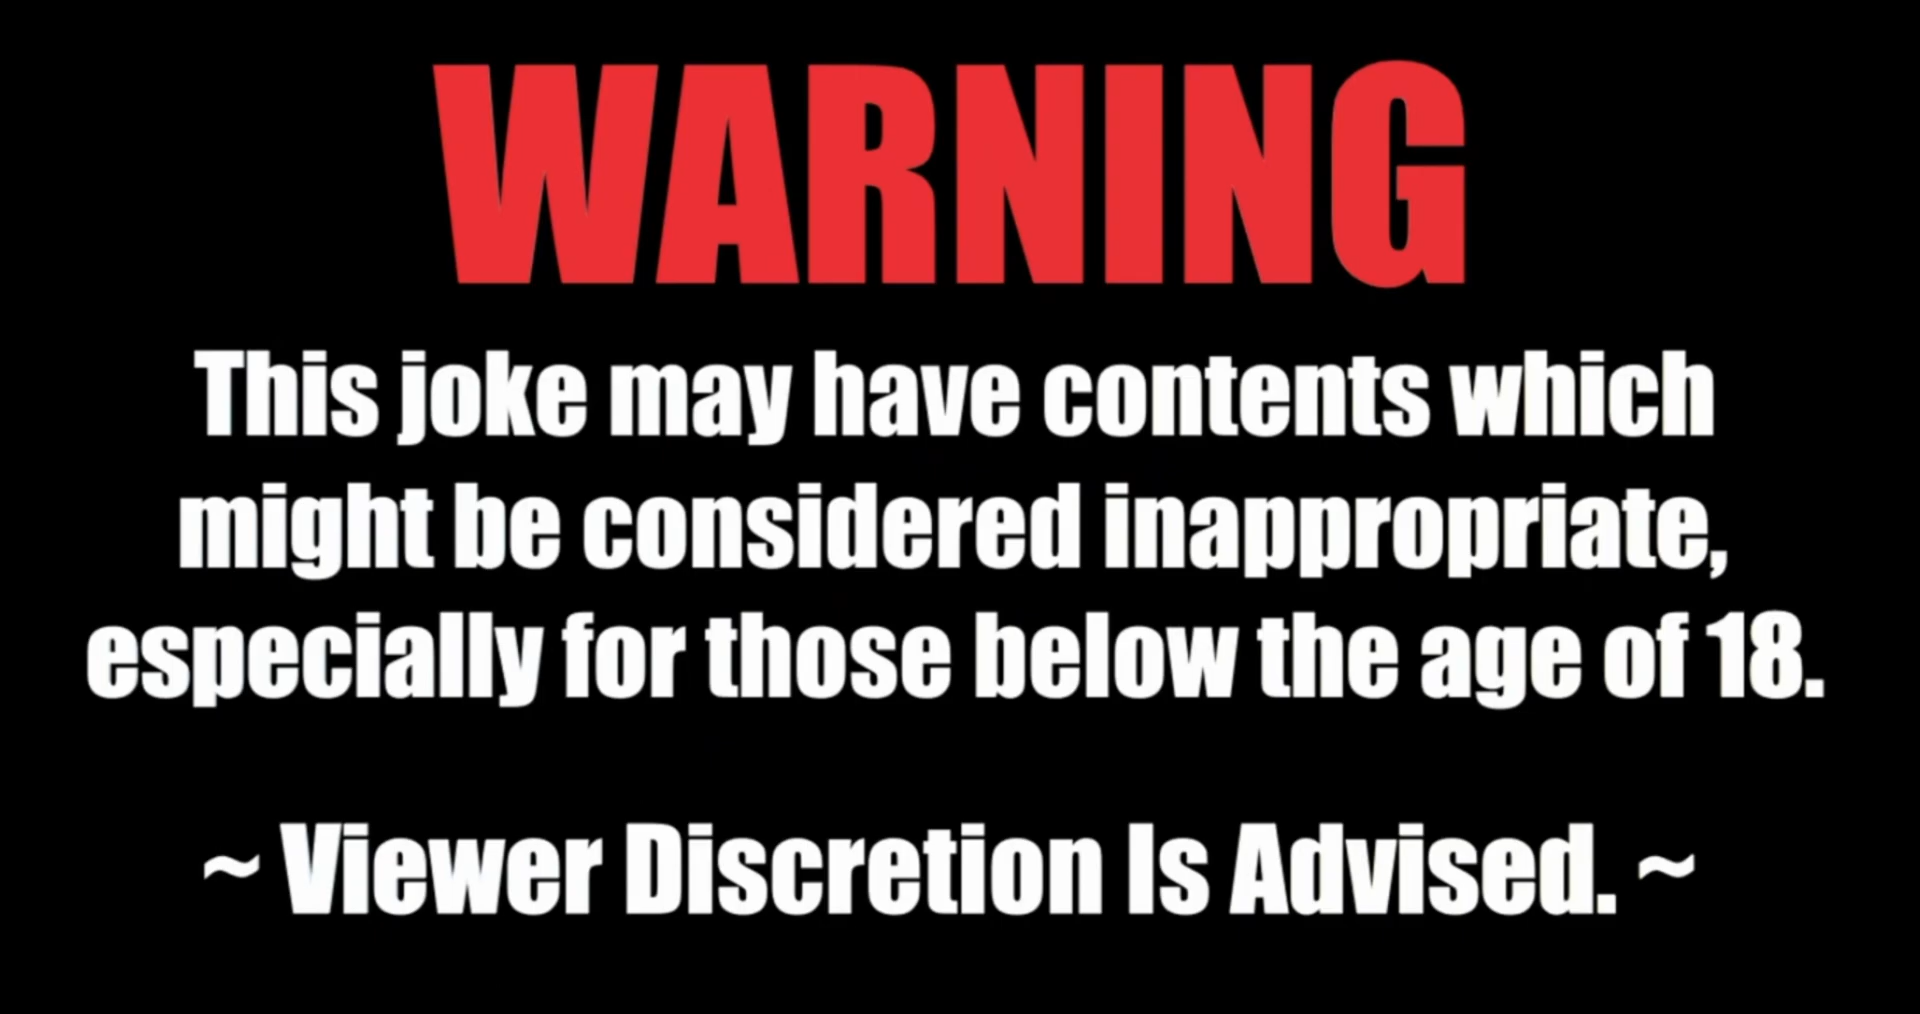 WARNING
This joke may have contents which
might be considered inappropriate,
especially for those below the age of 18.
~ Viewer Discretion Is Advised. ~